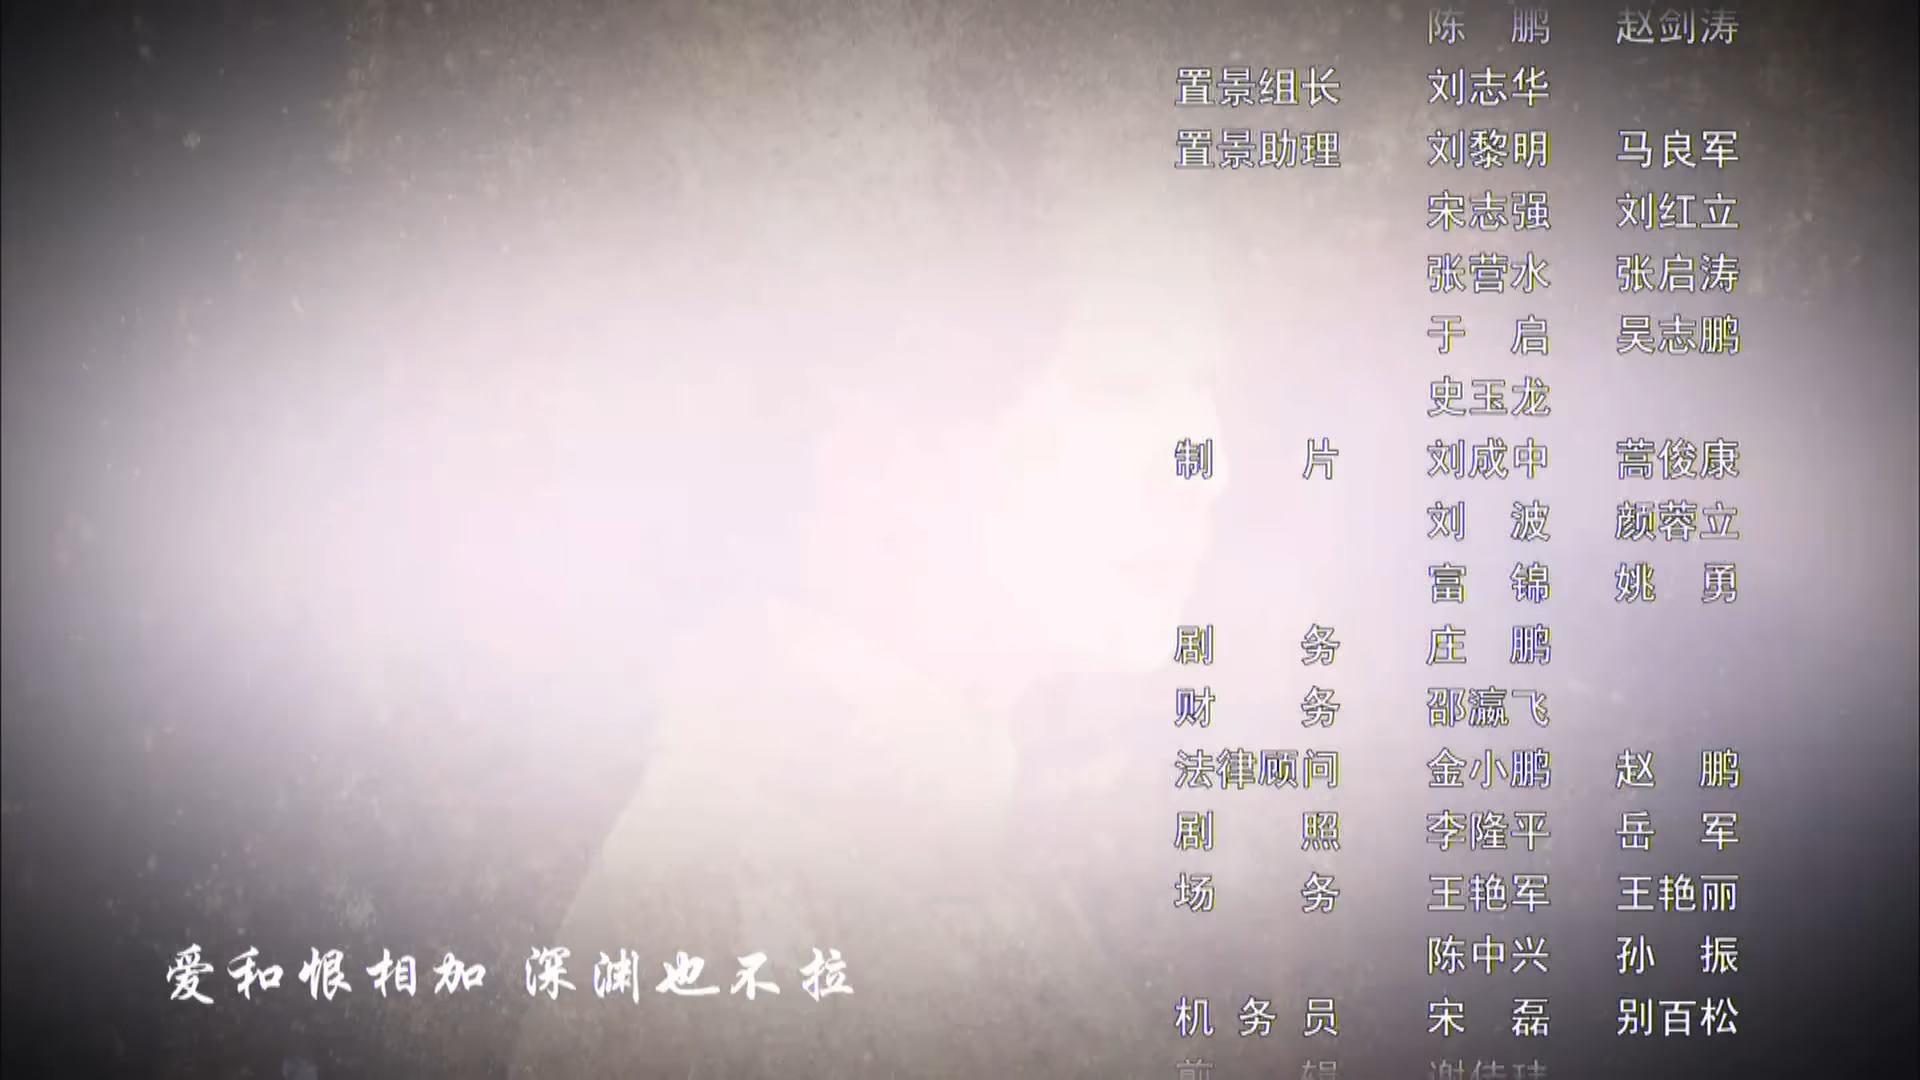 陈 鹏 赵剑涛
置景组长 刘志华
置景助理 刘黎明 马良军
宋志强 刘红立
张营水 张启涛
于 启 吴志鹏
史玉龙
制 片 刘成中 蒿俊康
刘 波 颜蓉立
富 锦 姚 勇
剧 务 庄 鹏
财 务 邵瀛飞
法律顾问 金小鹏 赵 鹏
剧 照 李隆平 岳 军
场 务 王艳军 王艳丽
陈中兴 孙 振
机 务 员 宋 磊 别百松
剪 辑
爱和恨相加 深渊也不拉